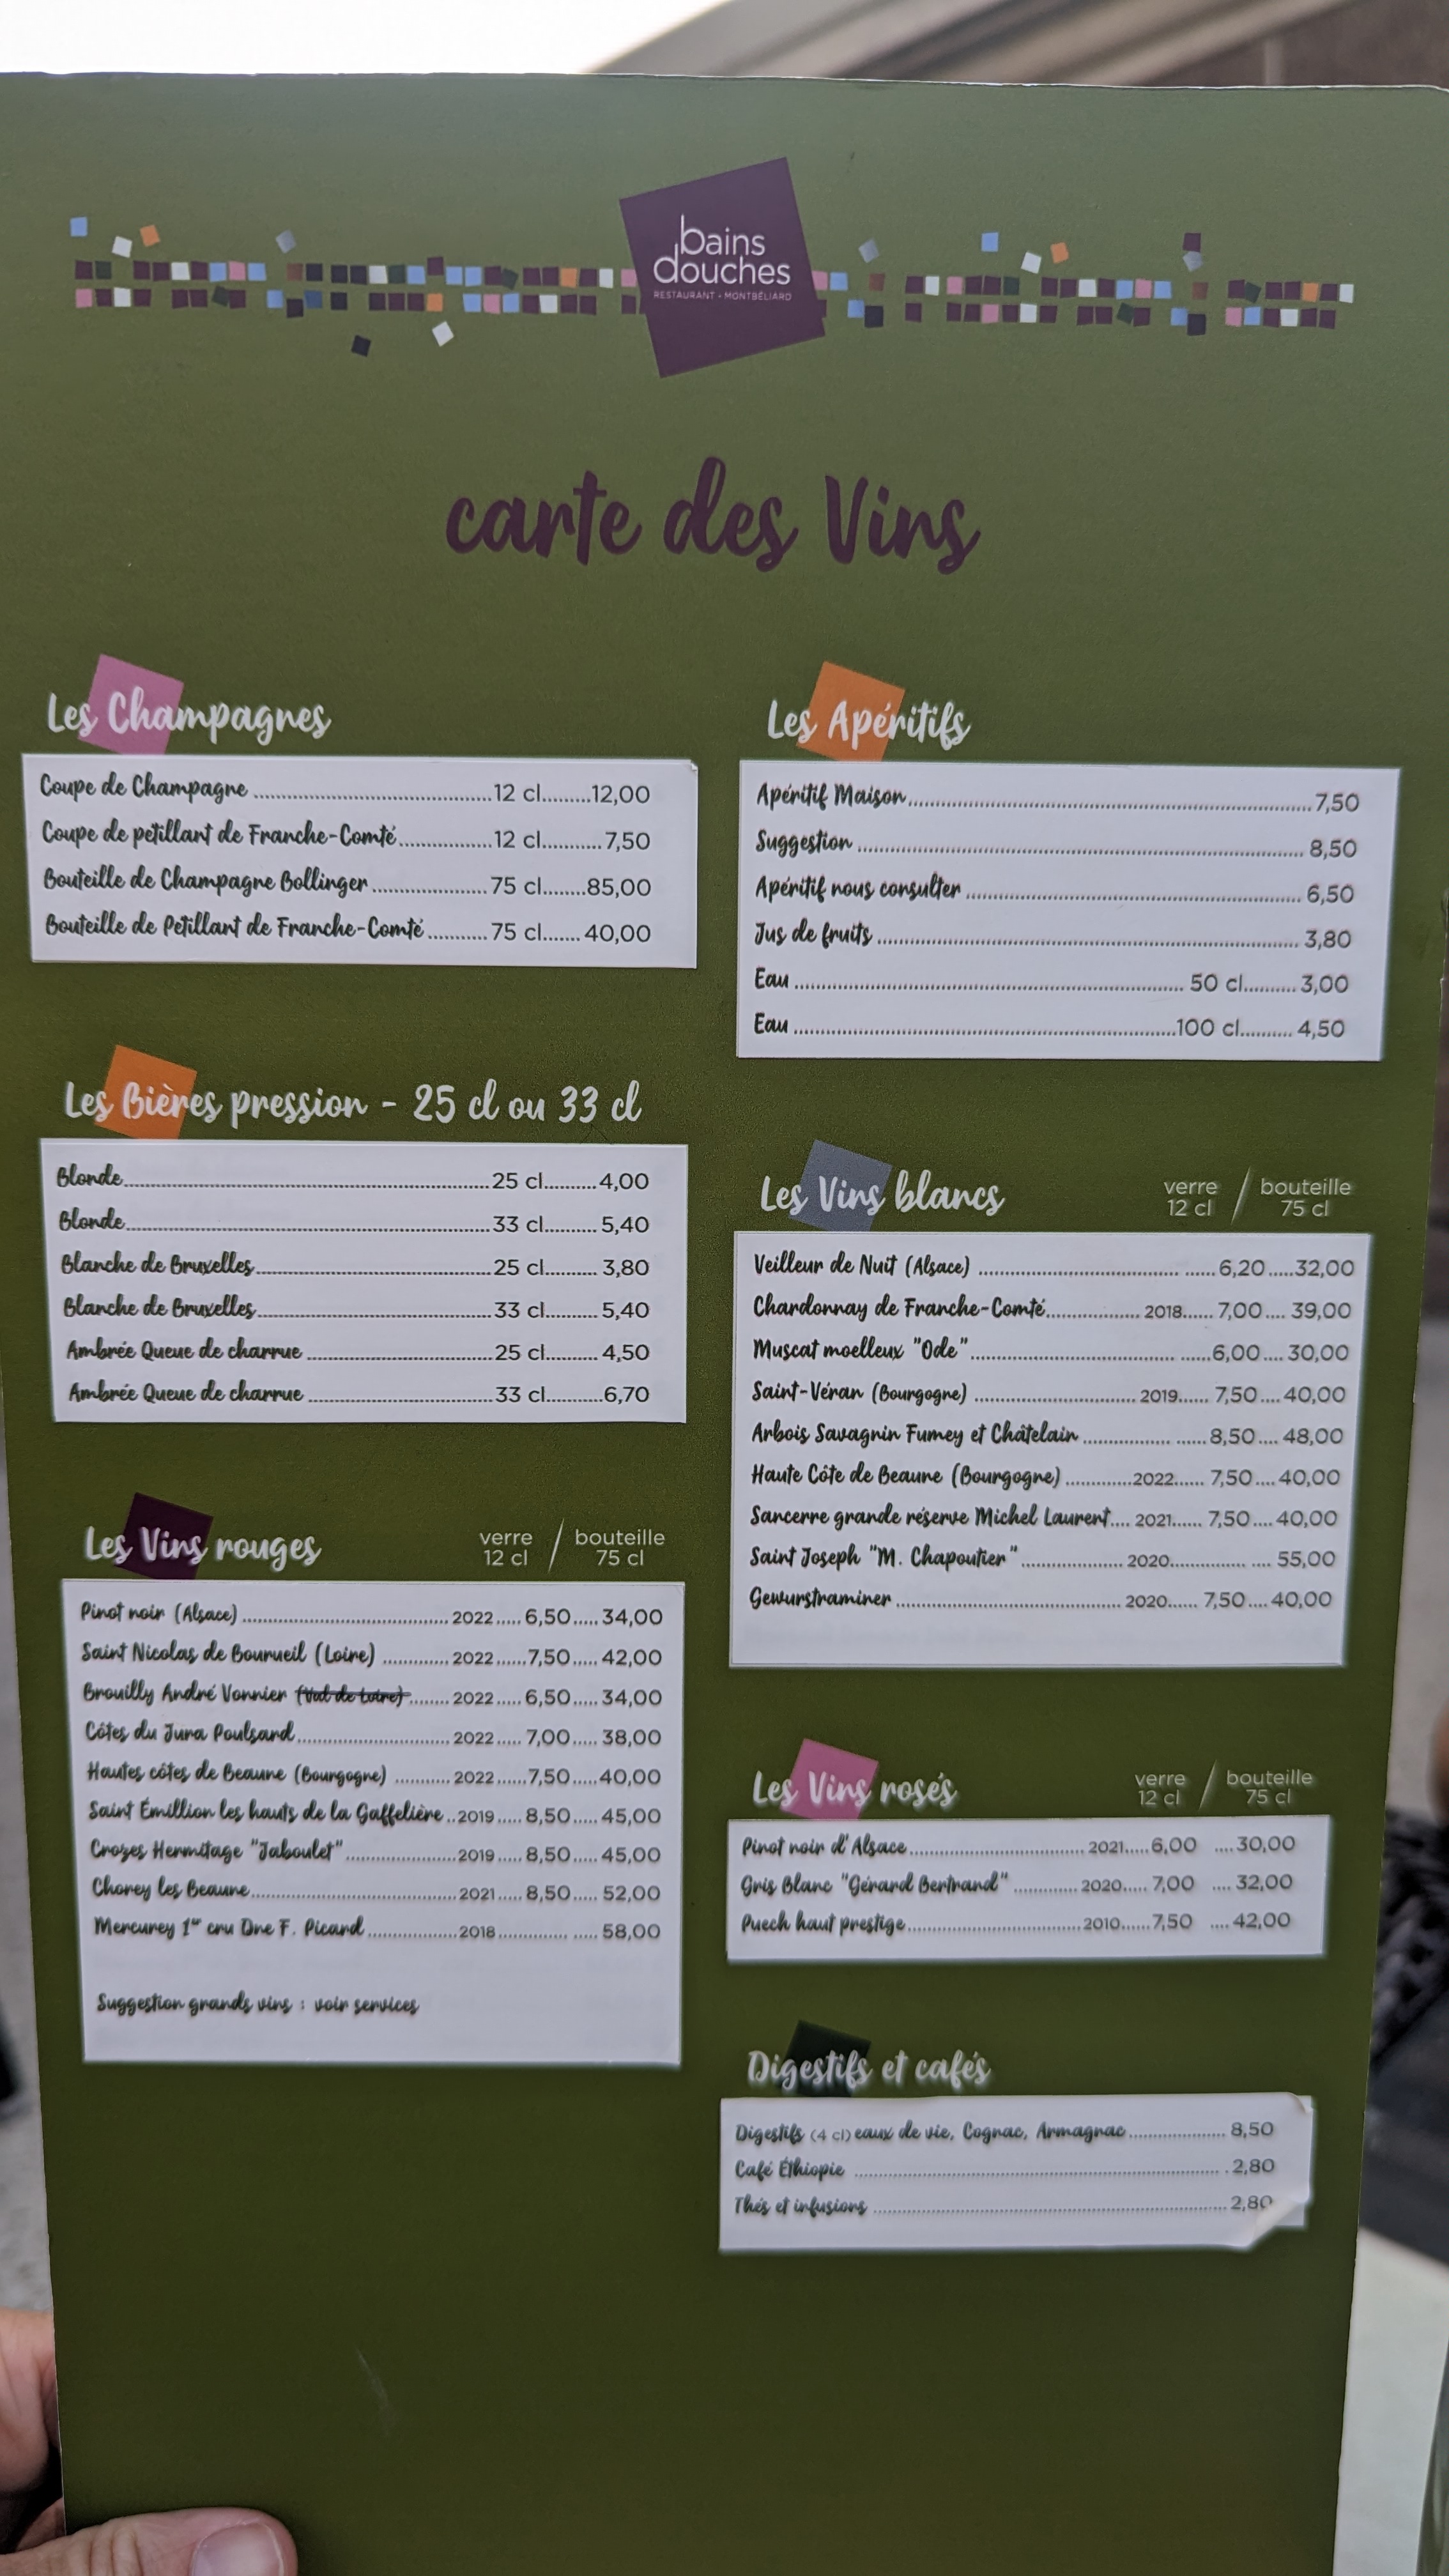 bains
douches
RESTAURANT - MONTBÉLIARD
carte des Vins
Les Champagnes
Coupe de Champagne 12 cl 12,00
Coupe de petillant de Franche-Comté 12 cl 7,50
Bouteille de Champagne Bollinger 75 cl 85,00
Bouteille de Petillant de Franche-Comté 75 cl 40,00
Les Bières pression - 25 cl ou 33 cl
Blonde 25 cl 4,00
Blonde 33 cl 5,40
Blanche de Bruxelles 25 cl 3,80
Blanche de Bruxelles 33 cl 5,40
Ambrée Queue de charrue 25 cl 4,50
Ambrée Queue de charrue 33 cl 6,70
Les Vins rouges verre 12 cl / bouteille 75 cl
Pinot noir (Alsace) 2022 6,50 34,00
Saint Nicolas de Bourueil (Loire) 2022 7,50 42,00
Brouilly André Vonnier (Val de Loire) 2022 6,50 34,00
Côtes du Jura Poulsard 2022 7,00 38,00
Hautes côtes de Beaune (Bourgogne) 2022 7,50 40,00
Saint Émillion les hauts de la Gaffelière 2019 8,50 45,00
Crozes Hermitage "Jaboulet" 2019 8,50 45,00
Chorey les Beaune 2021 8,50 52,00
Mercurey 1er cru Dne F. Picard 2018 58,00
Suggestion grands vins : voir services
Les Apéritifs
Apéritif Maison 7,50
Suggestion 8,50
Apéritif nous consulter 6,50
Jus de fruits 3,80
Eau 50 cl 3,00
Eau 100 cl 4,50
Les Vins blancs verre 12 cl / bouteille 75 cl
Veilleur de Nuit (Alsace) 6,20 32,00
Chardonnay de Franche-Comté 2018 7,00 39,00
Muscat moelleux "Ode" 6,00 30,00
Saint-Véran (Bourgogne) 2019 7,50 40,00
Arbois Savagnin Fumey et Châtelain 8,50 48,00
Haute Côte de Beaune (Bourgogne) 2022 7,50 40,00
Sancerre grande réserve Michel Laurent 2021 7,50 40,00
Saint Joseph "M. Chapoutier" 2020 55,00
Gewurstraminer 2020 7,50 40,00
Les Vins rosés verre 12 cl / bouteille 75 cl
Pinot noir d'Alsace 2021 6,00 30,00
Gris Blanc "Gérard Bertrand" 2020 7,00 32,00
Puech haut prestige 2010 7,50 42,00
Digestifs et cafés
Digestifs (4 cl) eaux de vie, Cognac, Armagnac 8,50
Café Éthiopie 2,80
Thés et infusions 2,80